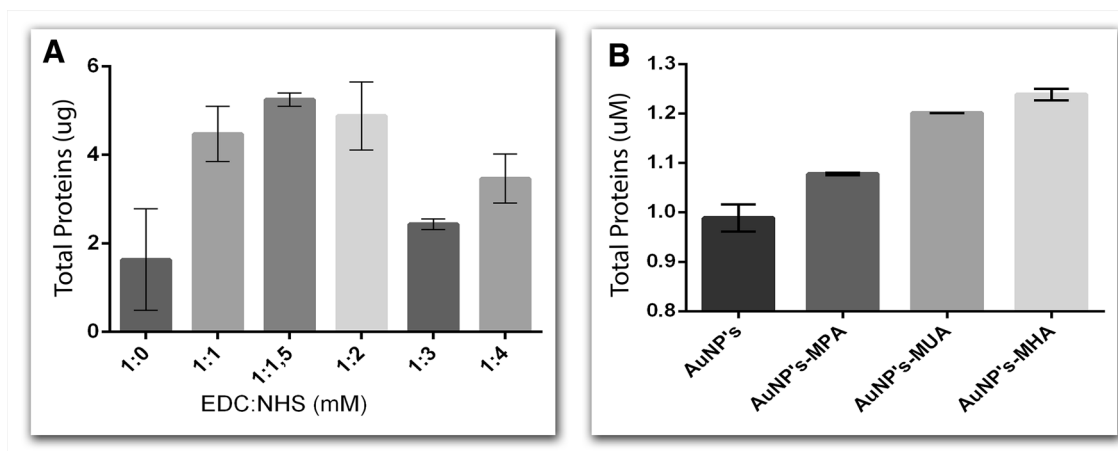 A
Total Proteins (ug)
6
4
2
0
1:0
1:1
1:1,5
1:2
1:3
1:4
EDC:NHS (mM)
B
Total Proteins (uM)
1.3
1.2
1.1
1.0
0.9
0.8
AuNP's
AuNP's-MPA
AuNP's-MUA
AuNP's-MHA